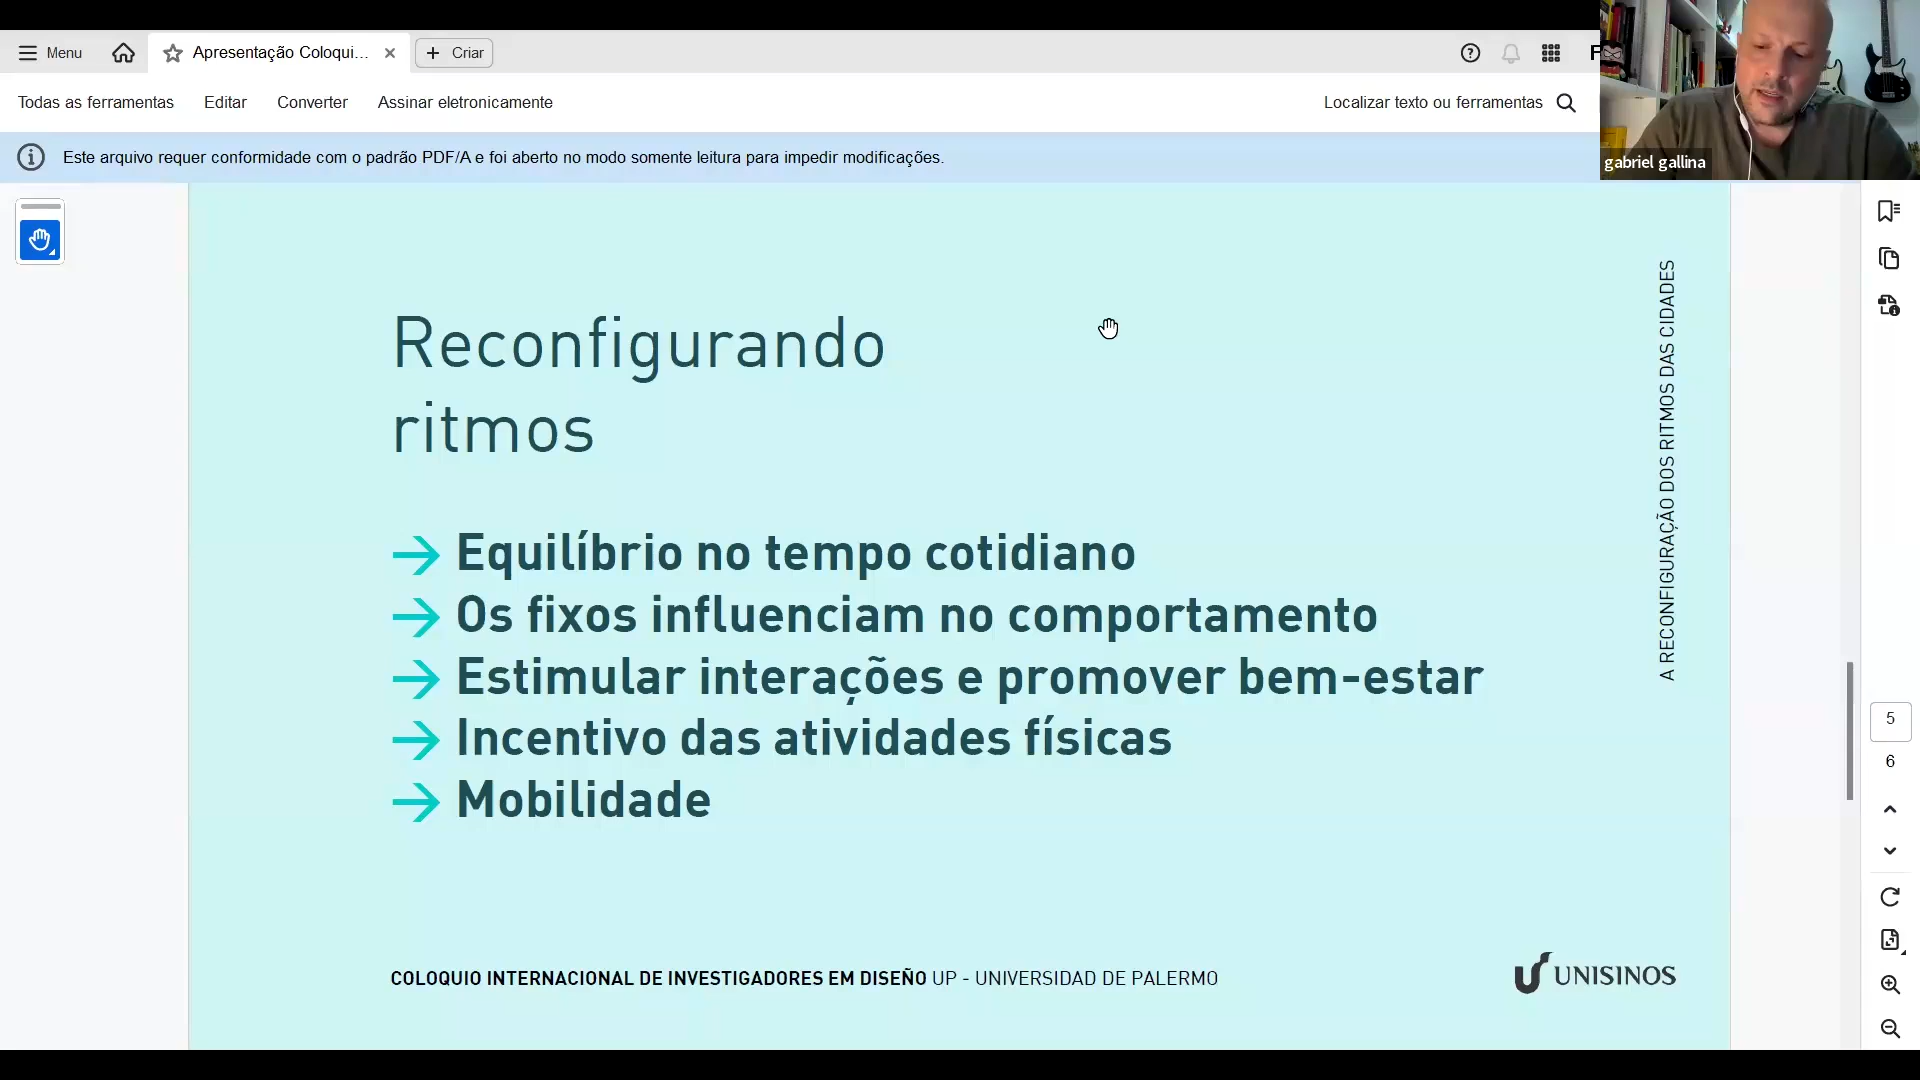 Menu
Apresentação Coloqui...
Criar
Todas as ferramentas
Editar
Converter
Assinar eletronicamente
Localizar texto ou ferramentas
Este arquivo requer conformidade com o padrão PDF/A e foi aberto no modo somente leitura para impedir modificações.
gabriel gallina
Reconfigurando
ritmos
→ Equilíbrio no tempo cotidiano
→ Os fixos influenciam no comportamento
→ Estimular interações e promover bem-estar
→ Incentivo das atividades físicas
→ Mobilidade
A RECONFIGURAÇÃO DOS RITMOS DAS CIDADES
COLOQUIO INTERNACIONAL DE INVESTIGADORES EM DISEÑO UP - UNIVERSIDAD DE PALERMO
UNISINOS
5
6